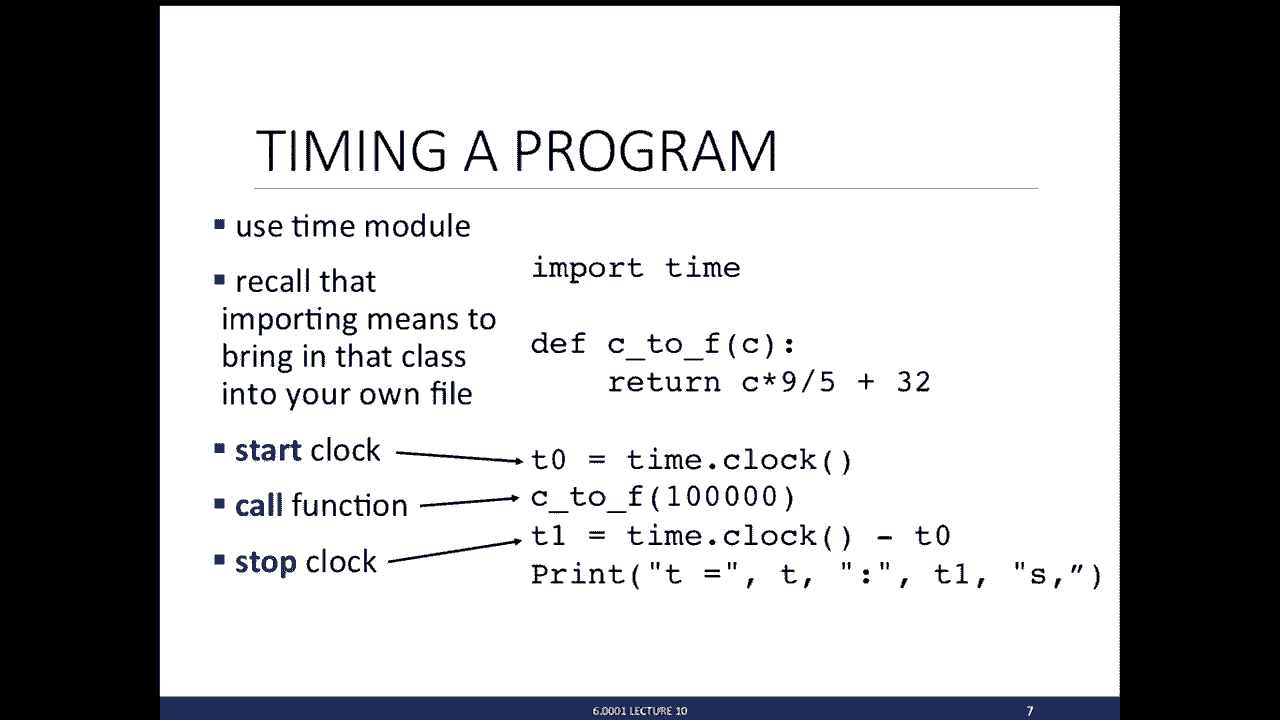 TIMING A PROGRAM
▪ use time module
▪ recall that
importing means to
bring in that class
into your own file
▪ start clock
▪ call function
▪ stop clock
import time
def c_to_f(c):
    return c*9/5 + 32
t0 = time.clock()
c_to_f(100000)
t1 = time.clock() - t0
Print("t =", t, ":", t1, "s,”)
6.0001 LECTURE 10
7